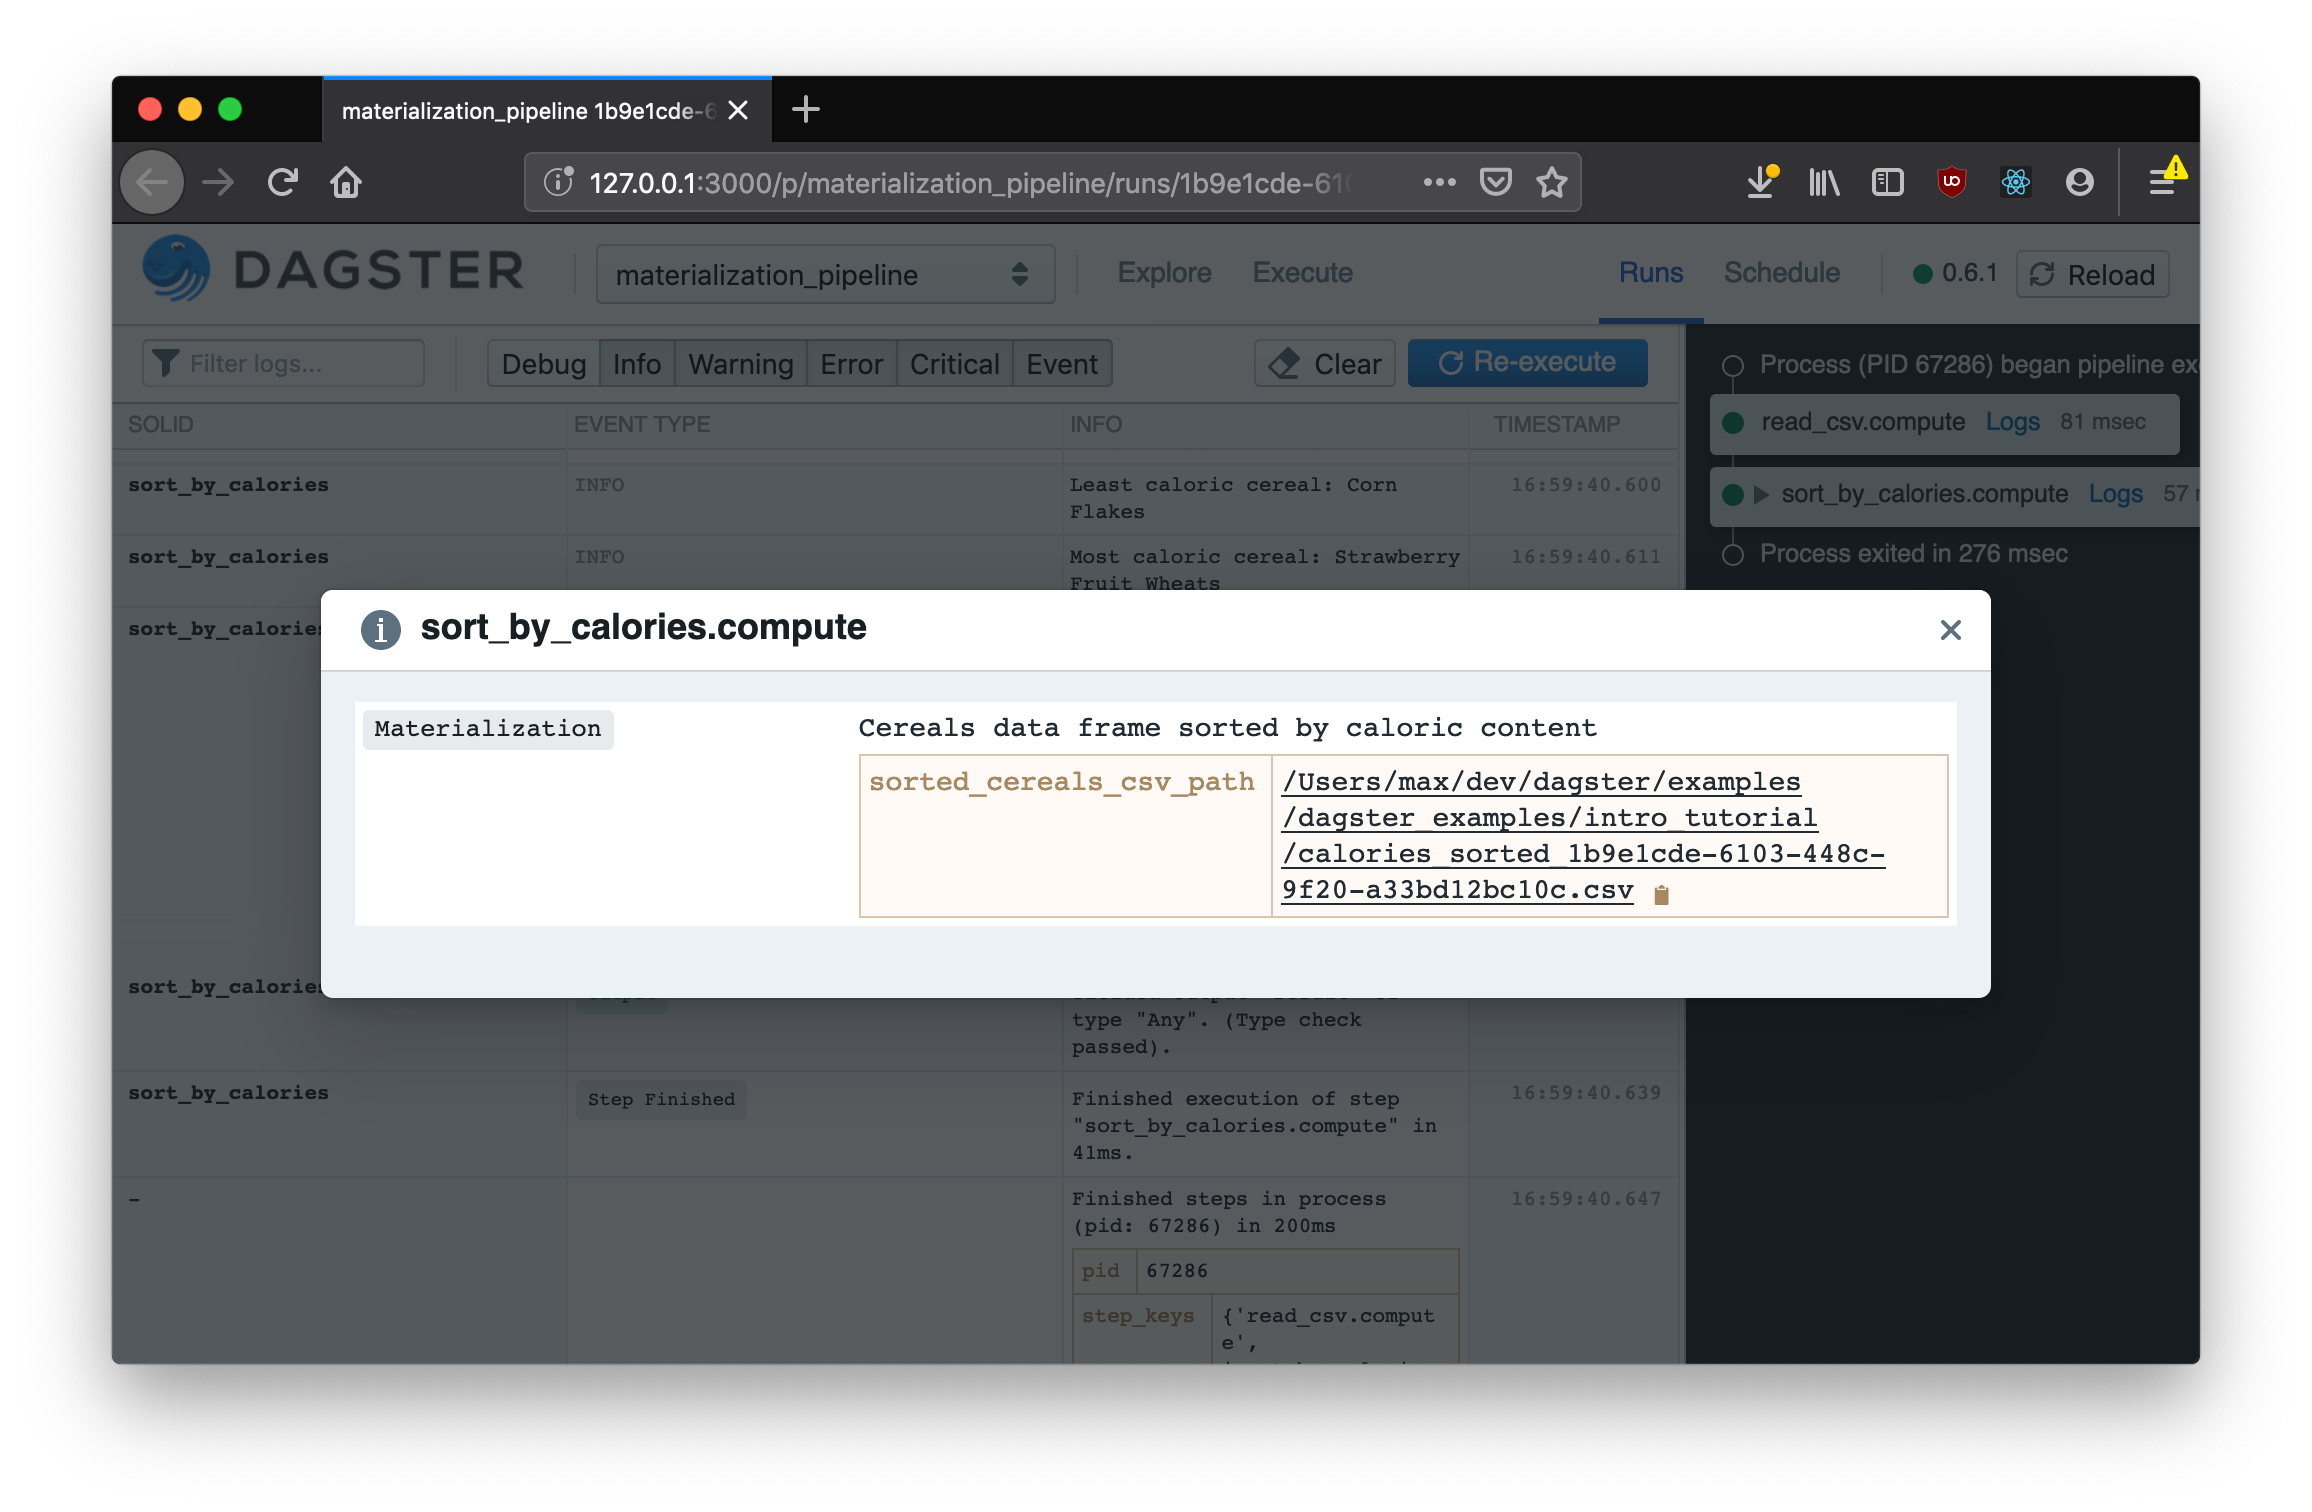 materialization_pipeline 1b9e1cde-6
127.0.0.1:3000/p/materialization_pipeline/runs/1b9e1cde-610
DAGSTER
materialization_pipeline
Explore
Execute
Runs
Schedule
0.6.1
Reload
Filter logs...
Debug
Info
Warning
Error
Critical
Event
Clear
Re-execute
SOLID
EVENT TYPE
INFO
TIMESTAMP
sort_by_calories
INFO
Least caloric cereal: Corn
Flakes
16:59:40.600
sort_by_calories
INFO
Most caloric cereal: Strawberry
Fruit Wheats
16:59:40.611
sort_by_calories
sort_by_calories.compute
Materialization
Cereals data frame sorted by caloric content
sorted_cereals_csv_path
/Users/max/dev/dagster/examples
/dagster_examples/intro_tutorial
/calories_sorted_1b9e1cde-6103-448c-
9f20-a33bd12bc10c.csv
sort_by_calories
type "Any". (Type check
passed).
sort_by_calories
Step Finished
Finished execution of step
"sort_by_calories.compute" in
41ms.
16:59:40.639
-
Finished steps in process
(pid: 67286) in 200ms
16:59:40.647
pid
67286
step_keys
{'read_csv.comput
e',
Process (PID 67286) began pipeline ex
read_csv.compute
Logs
81 msec
sort_by_calories.compute
Logs
57
Process exited in 276 msec